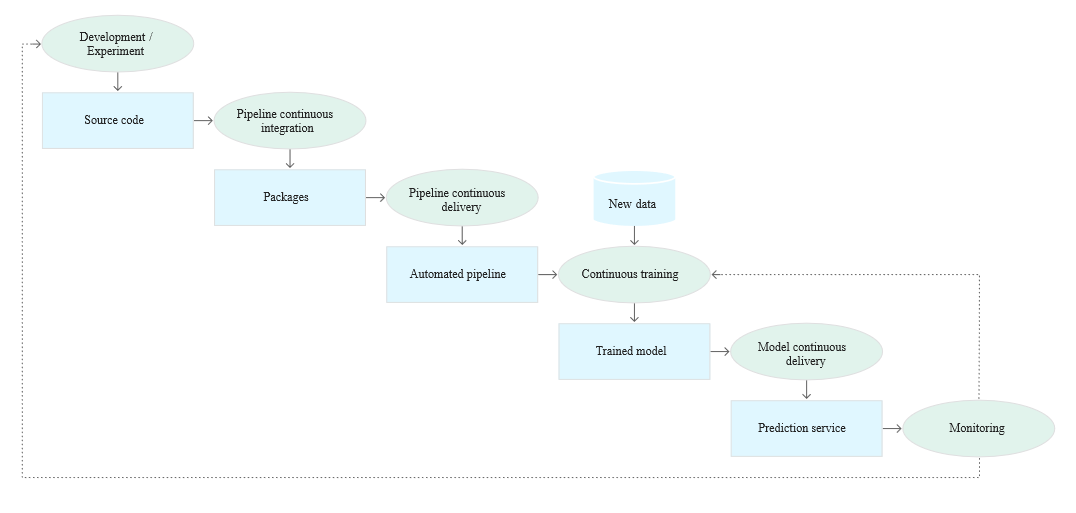 Development /
Experiment
Source code
Pipeline continuous
integration
Packages
Pipeline continuous
delivery
New data
Automated pipeline
Continuous training
Trained model
Model continuous
delivery
Prediction service
Monitoring